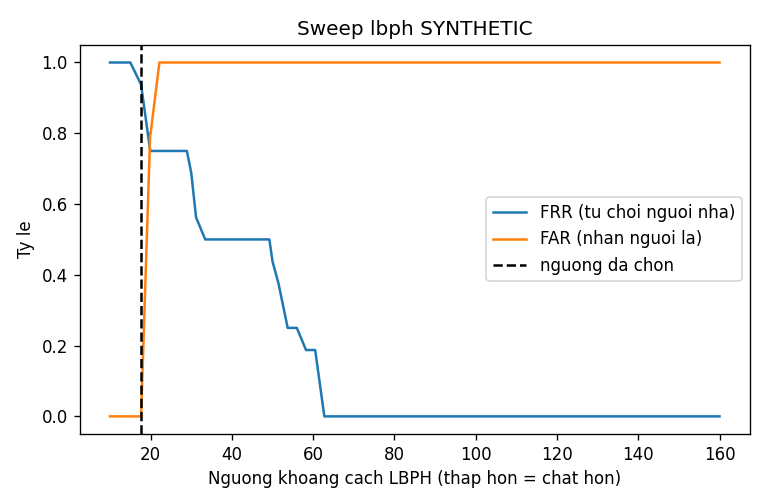 Sweep lbph SYNTHETIC
1.0
0.8
0.6
0.4
0.2
0.0
Ty le
FRR (tu choi nguoi nha)
FAR (nhan nguoi la)
nguong da chon
20 40 60 80 100 120 140 160
Nguong khoang cach LBPH (thap hon = chat hon)